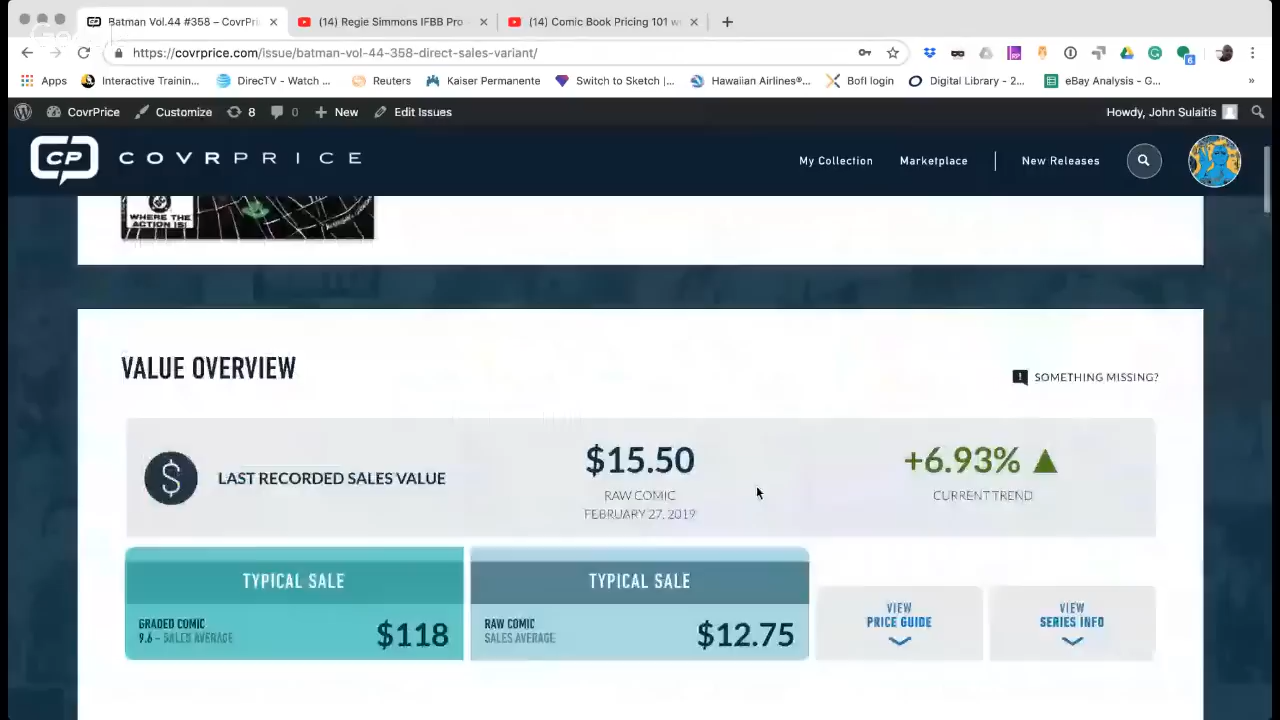 Batman Vol.44 #358 – CovrPri
(14) Regie Simmons IFBB Pro
(14) Comic Book Pricing 101 w
https://covrprice.com/issue/batman-vol-44-358-direct-sales-variant/
Apps
Interactive Training...
DirecTV - Watch ...
Reuters
Kaiser Permanente
Switch to Sketch |...
Hawaiian Airlines®...
BofI login
Digital Library - 2...
eBay Analysis - G...
»
CovrPrice
Customize
8
0
New
Edit Issues
Howdy, John Sulaitis
CP COVRPRICE
My Collection
Marketplace
New Releases
WHERE THE
ACTION IS!
VALUE OVERVIEW
SOMETHING MISSING?
LAST RECORDED SALES VALUE
$15.50
RAW COMIC
FEBRUARY 27, 2019
+6.93% ▲
CURRENT TREND
TYPICAL SALE
GRADED COMIC
9.6 – SALES AVERAGE
$118
TYPICAL SALE
RAW COMIC
SALES AVERAGE
$12.75
VIEW
PRICE GUIDE
VIEW
SERIES INFO